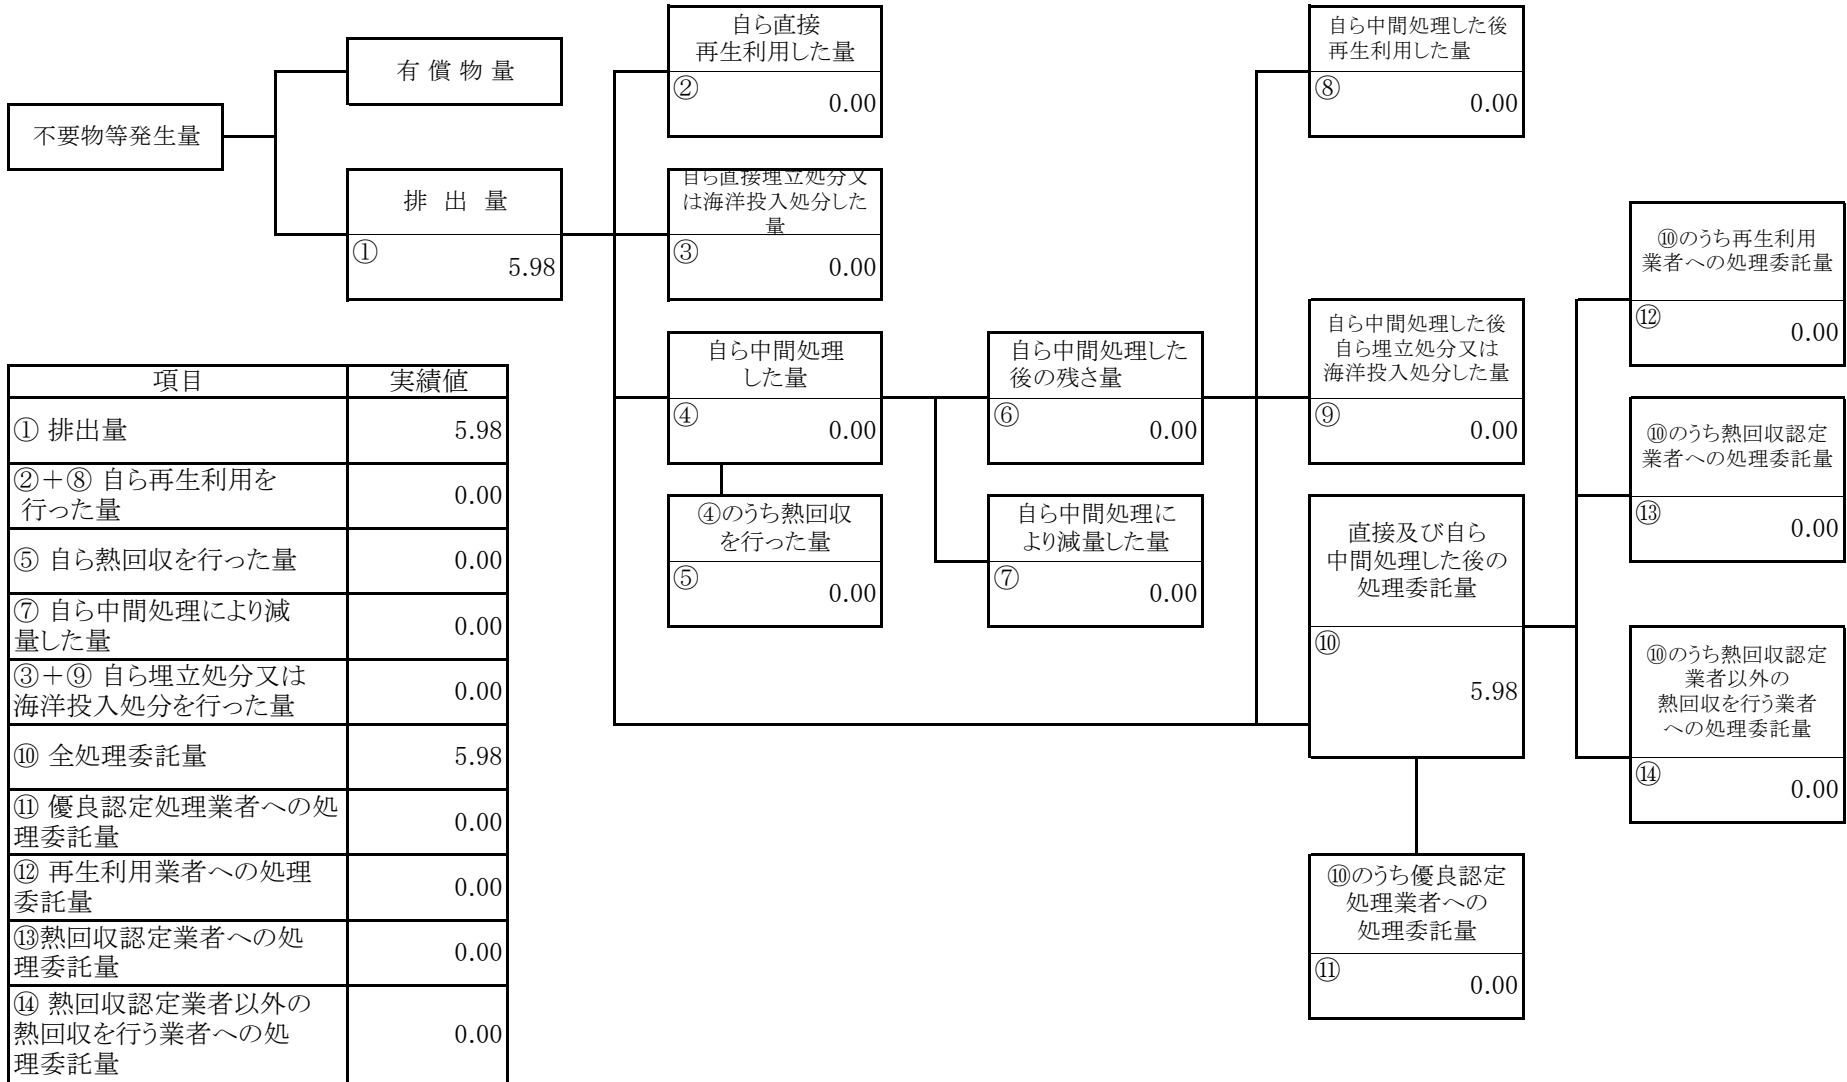 不要物等発生量
有 償 物 量
排 出 量
①
5.98
自ら直接
再生利用した量
②
0.00
自ら直接埋立処分又
は海洋投入処分した
量
③
0.00
自ら中間処理
した量
④
0.00
④のうち熱回収
を行った量
⑤
0.00
自ら中間処理した
後の残さ量
⑥
0.00
自ら中間処理に
より減量した量
⑦
0.00
自ら中間処理した後
再生利用した量
⑧
0.00
自ら中間処理した後
自ら埋立処分又は
海洋投入処分した量
⑨
0.00
直接及び自ら
中間処理した後の
処理委託量
⑩
5.98
⑩のうち優良認定
処理業者への
処理委託量
⑪
0.00
⑩のうち再生利用
業者への処理委託量
⑫
0.00
⑩のうち熱回収認定
業者への処理委託量
⑬
0.00
⑩のうち熱回収認定
業者以外の
熱回収を行う業者
への処理委託量
⑭
0.00
項目 実績値
① 排出量 5.98
②+⑧ 自ら再生利用を
行った量 0.00
⑤ 自ら熱回収を行った量 0.00
⑦ 自ら中間処理により減
量した量 0.00
③+⑨ 自ら埋立処分又は
海洋投入処分を行った量 0.00
⑩ 全処理委託量 5.98
⑪ 優良認定処理業者への処
理委託量 0.00
⑫ 再生利用業者への処理
委託量 0.00
⑬熱回収認定業者への処
理委託量 0.00
⑭ 熱回収認定業者以外の
熱回収を行う業者への処
理委託量 0.00